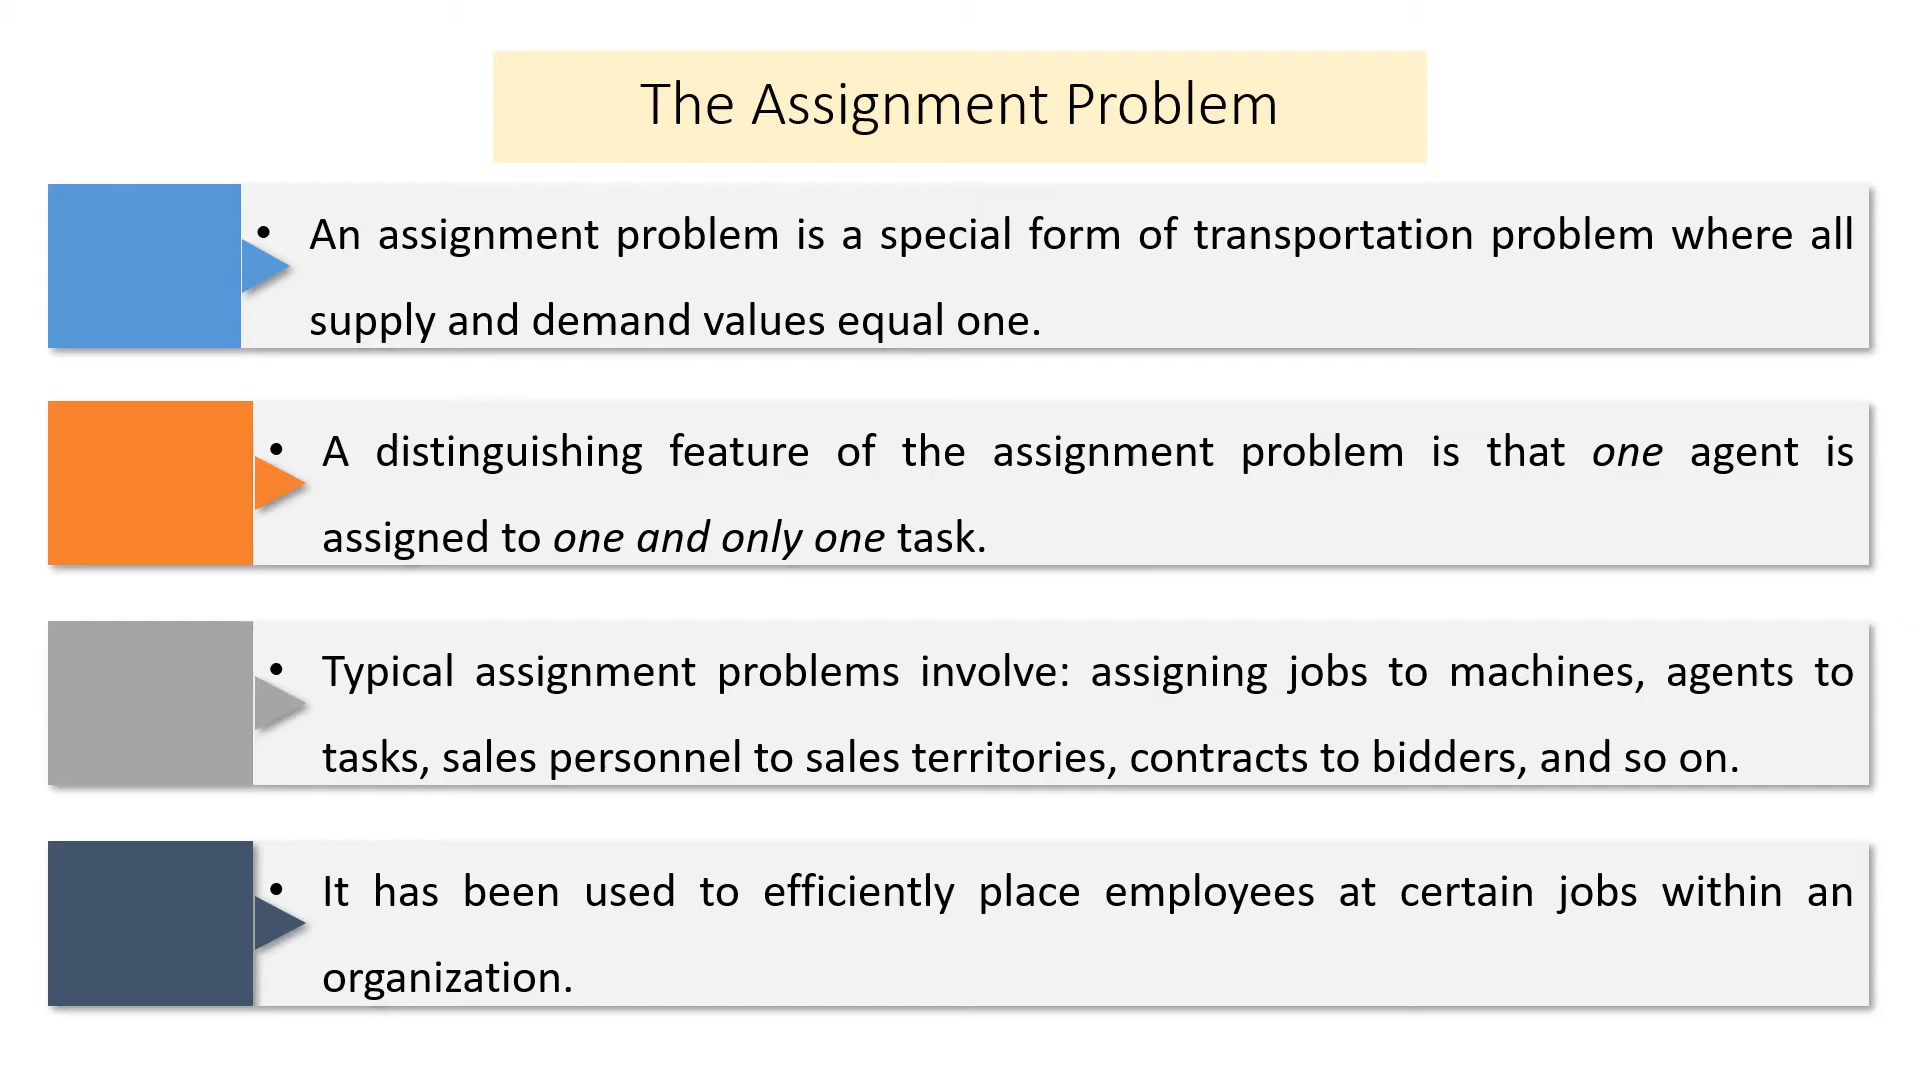 The Assignment Problem
• An assignment problem is a special form of transportation problem where all
supply and demand values equal one.
• A distinguishing feature of the assignment problem is that one agent is
assigned to one and only one task.
• Typical assignment problems involve: assigning jobs to machines, agents to
tasks, sales personnel to sales territories, contracts to bidders, and so on.
• It has been used to efficiently place employees at certain jobs within an
organization.